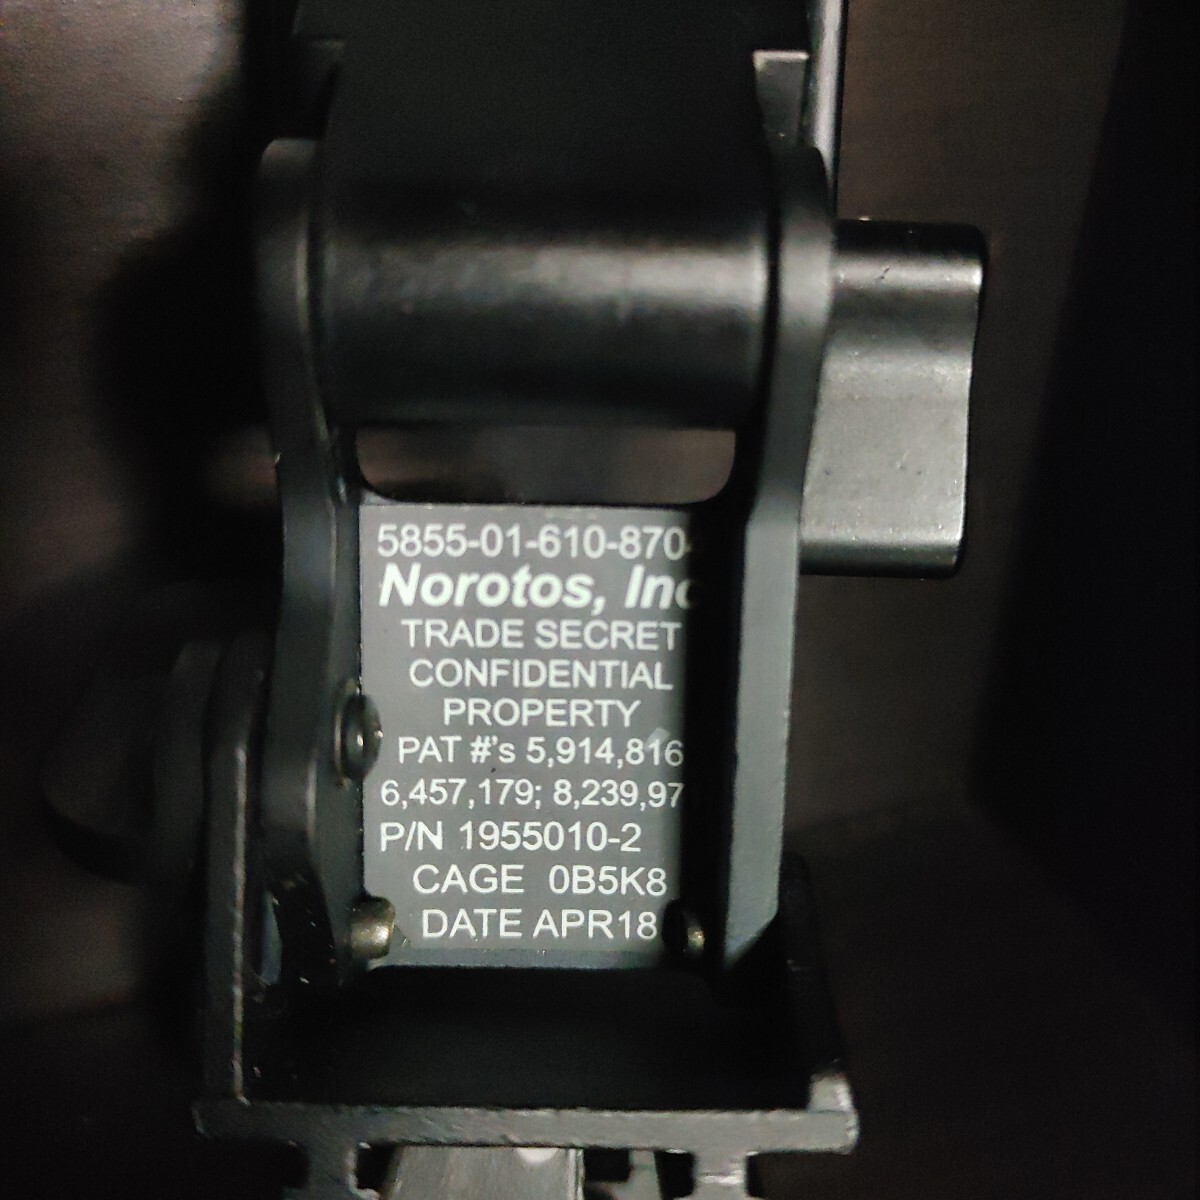 5855-01-610-870
Norotos, Inc
TRADE SECRET
CONFIDENTIAL
PROPERTY
PAT #'s 5,914,816
6,457,179; 8,239,97
P/N 1955010-2
CAGE 0B5K8
DATE APR18